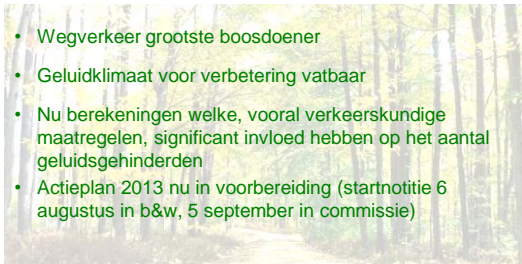 • Wegverkeer grootste boosdoener
• Geluidklimaat voor verbetering vatbaar
• Nu berekeningen welke, vooral verkeerskundige
maatregelen, significant invloed hebben op het aantal
geluidsgehinderden
• Actieplan 2013 nu in voorbereiding (startnotitie 6
augustus in b&w, 5 september in commissie)